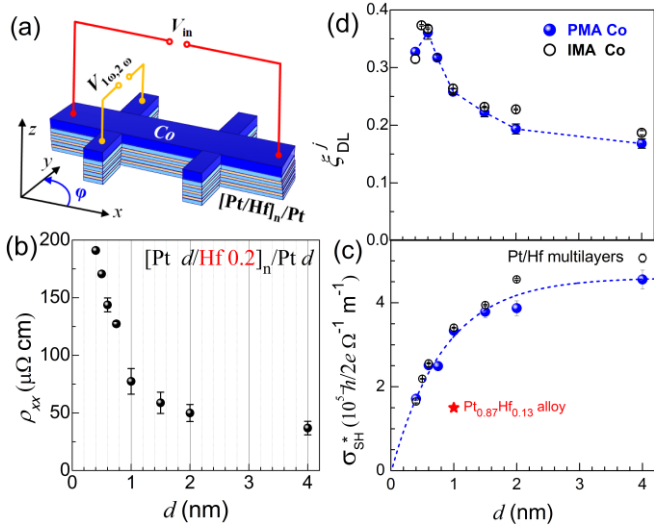 (a)
V_in
V_1ω,2ω
Co
z
y
φ
x
[Pt/Hf]_n/Pt
(b)
[Pt d/Hf 0.2]_n/Pt d
200
150
100
50
0
ρ_xx (μΩ cm)
0 1 2 3 4
d (nm)
(d)
PMA Co
IMA Co
0.4
0.3
0.2
0.1
0.0
ξ_DL^j
(c)
Pt/Hf multilayers
4
2
0
σ_SH^* (10^5 ħ/2e Ω^-1 m^-1)
Pt_0.87Hf_0.13 alloy
0 1 2 3 4
d (nm)